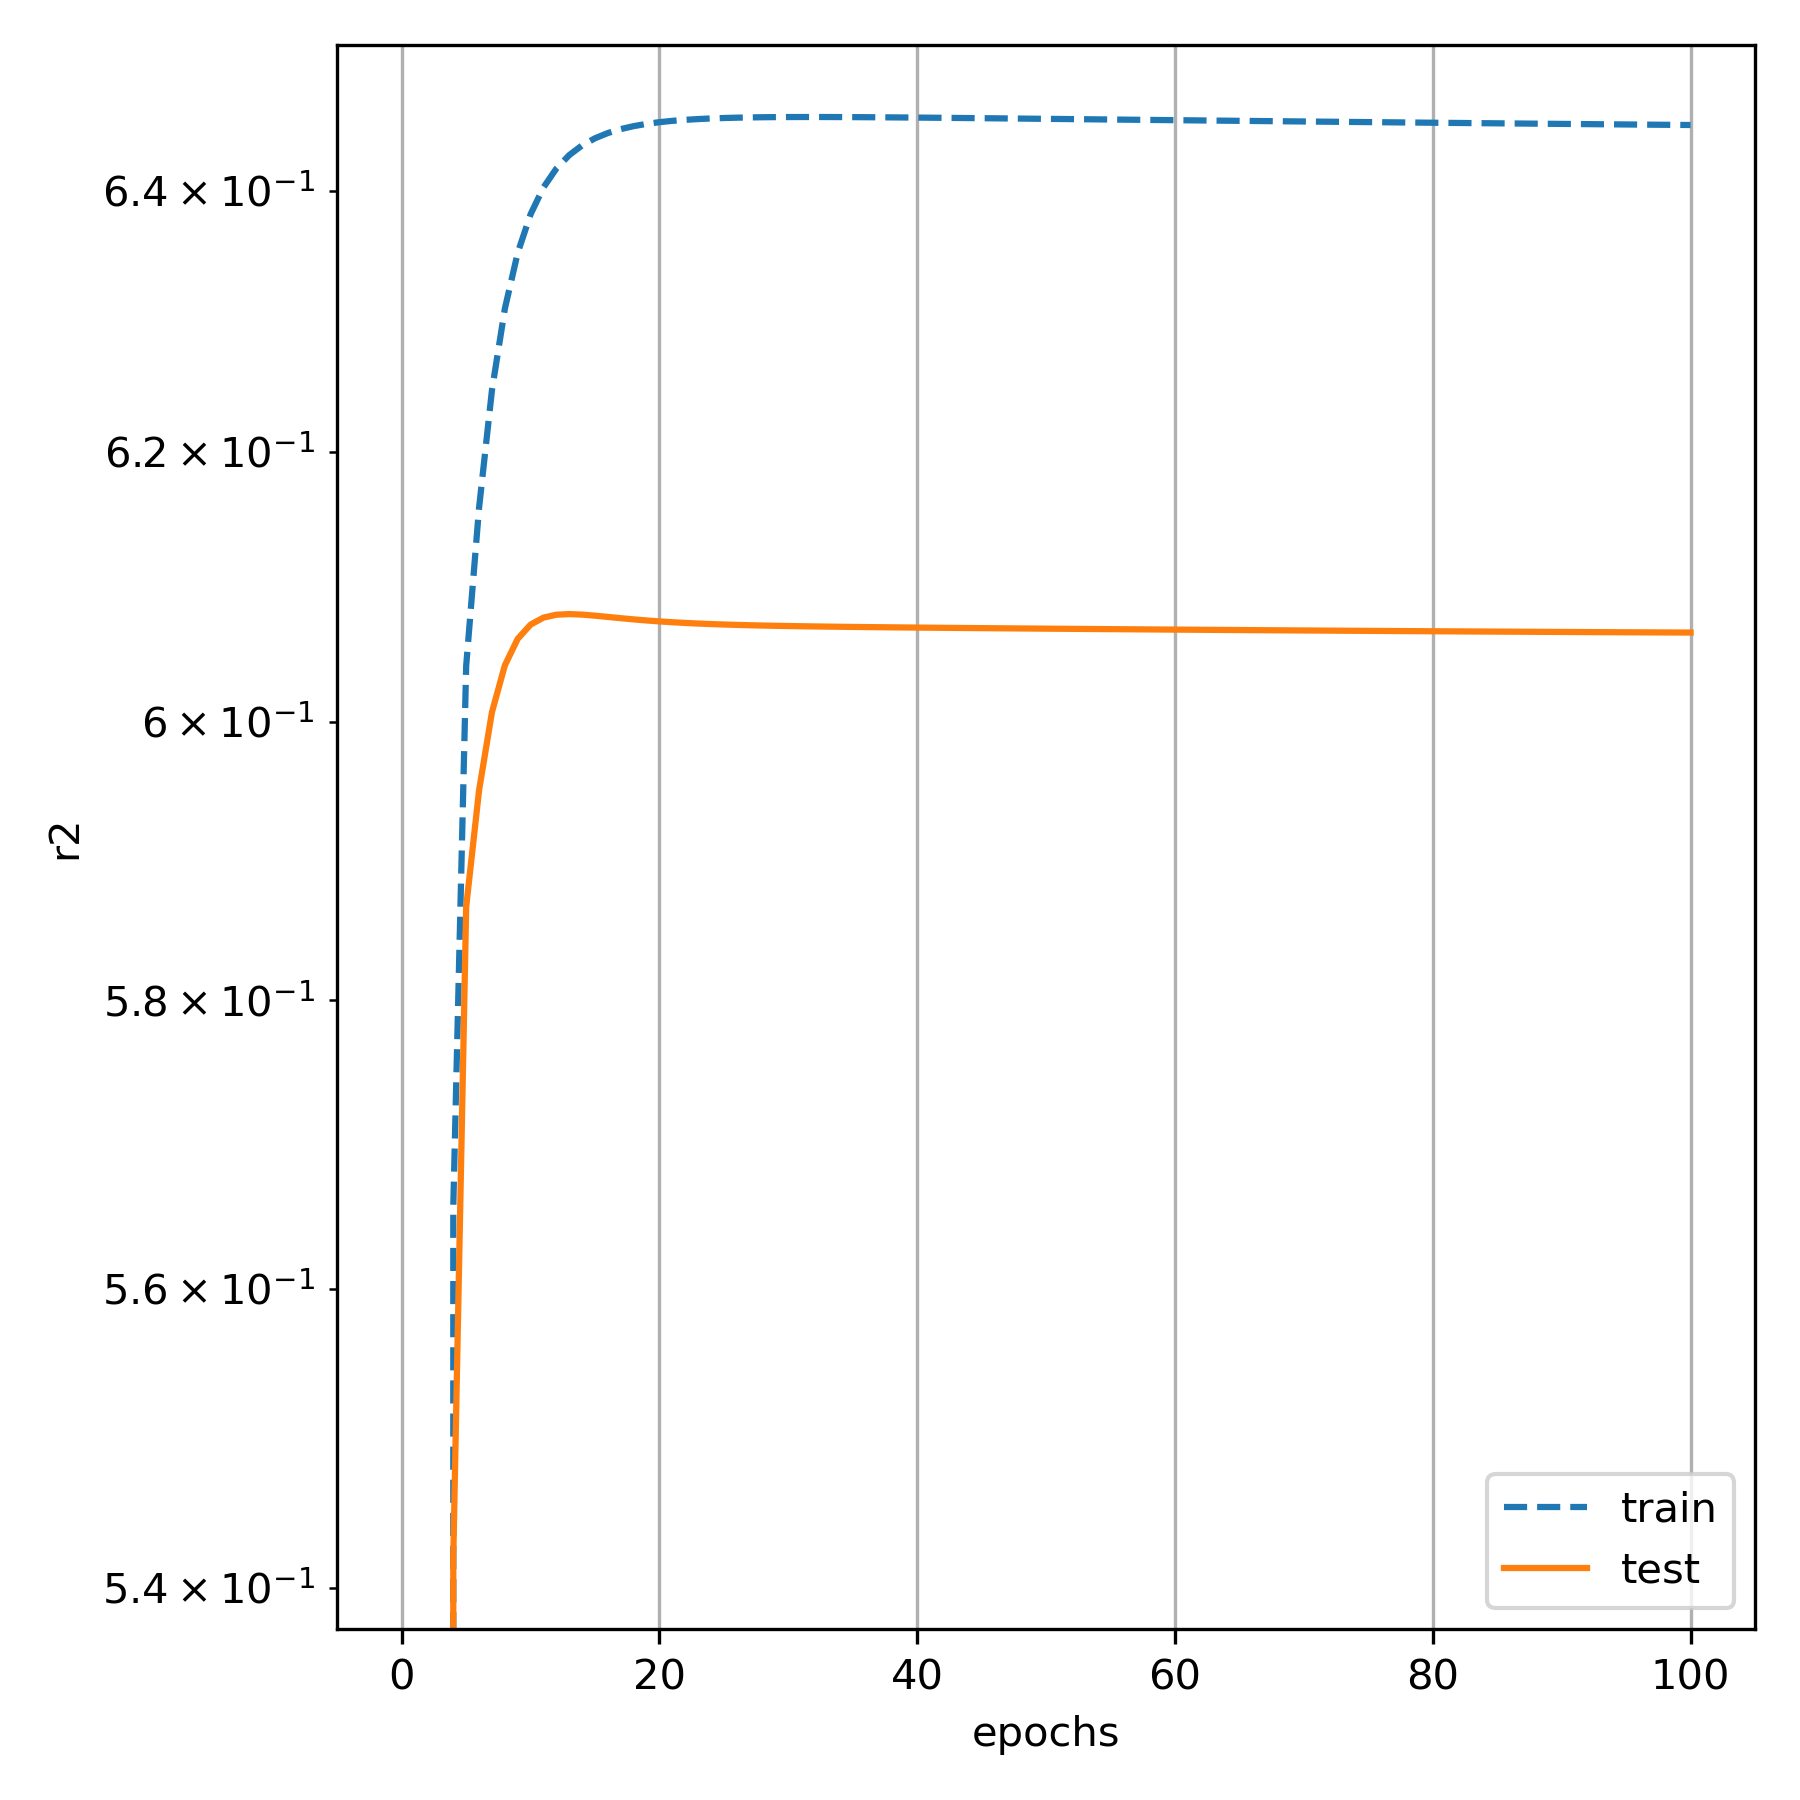 6.4 × 10⁻¹
6.2 × 10⁻¹
6 × 10⁻¹
5.8 × 10⁻¹
5.6 × 10⁻¹
5.4 × 10⁻¹
r2
0 20 40 60 80 100
epochs
train
test